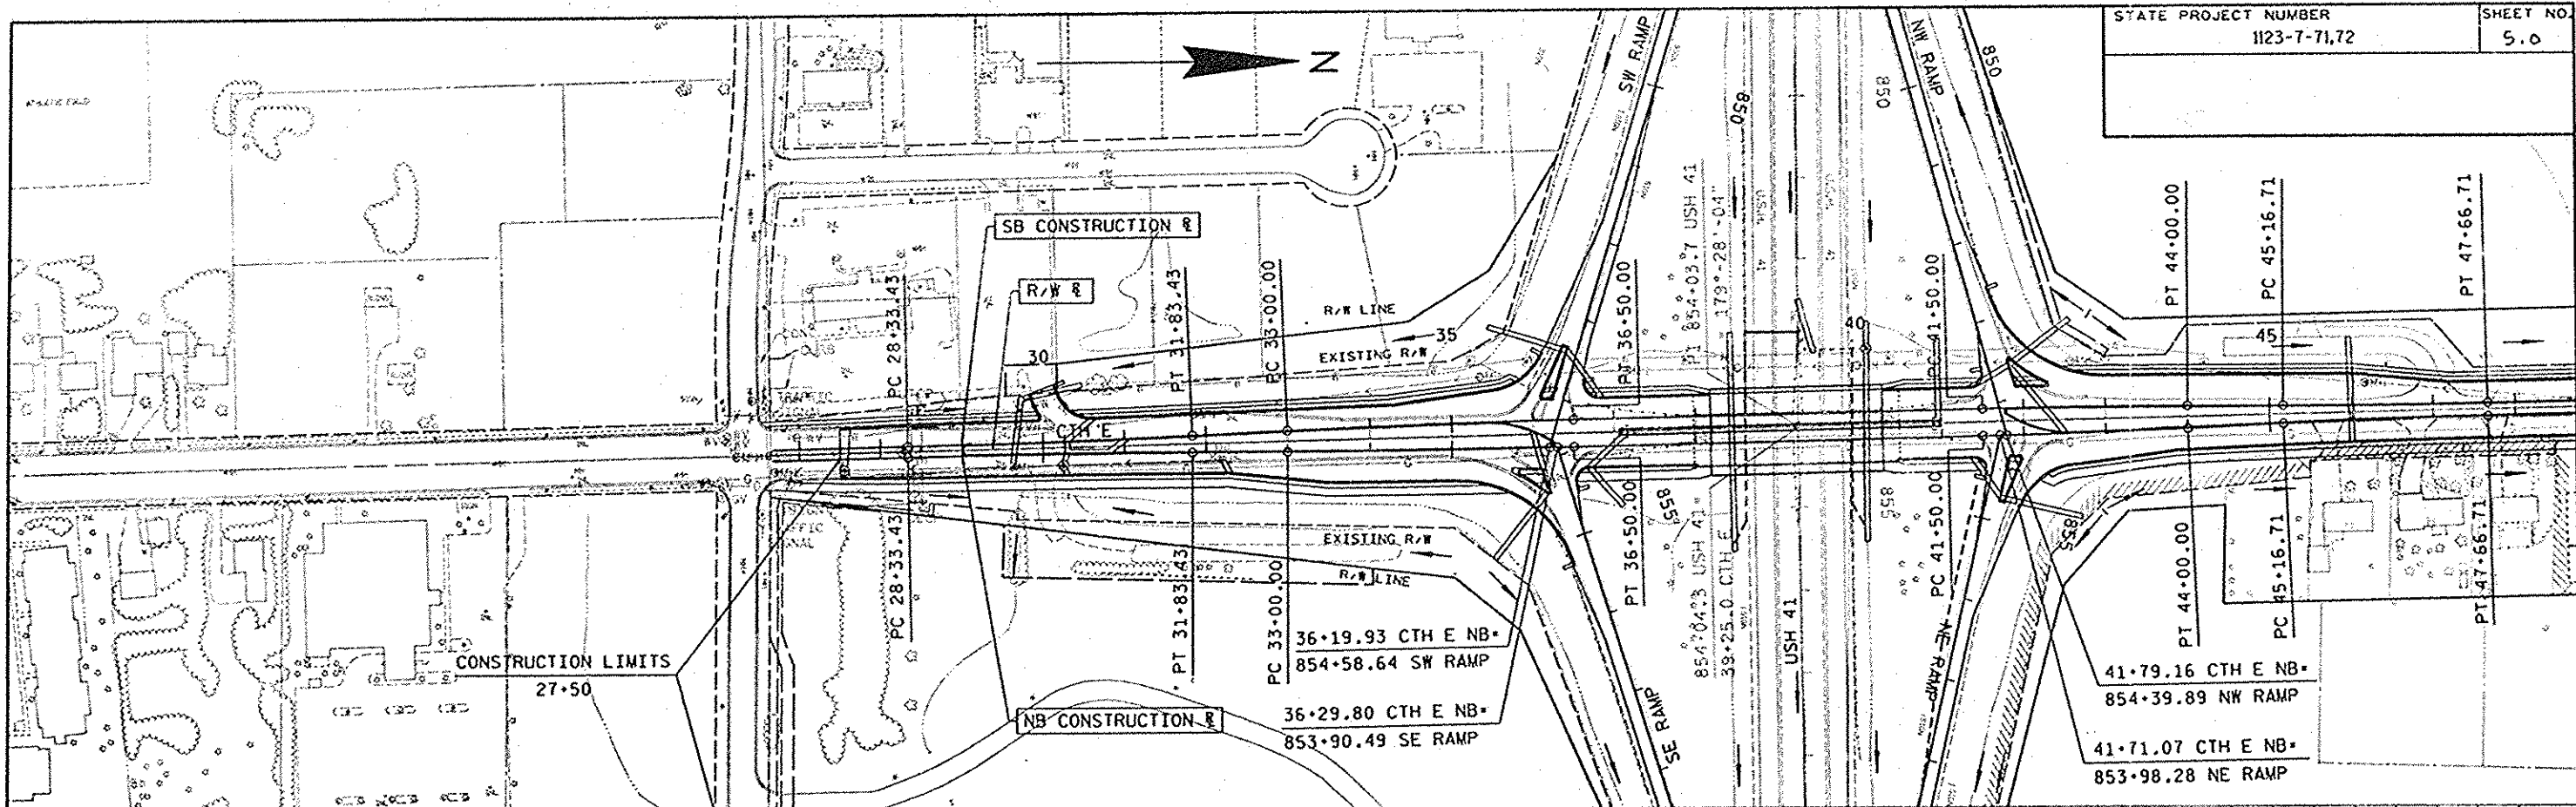 STATE PROJECT NUMBER
1123-7-71,72
SHEET NO.
5.0
N
SW RAMP
NW RAMP
850
850
850
SB CONSTRUCTION ℞
R/W ℞
R/W LINE
EXISTING R/W
30
35
40
45
PC 28+33.43
PT 31+83.43
PC 33+00.00
PT 36+50.00
PI 854+03.77 USH 41
179°-28'-04"
PC 41+50.00
PT 44+00.00
PC 45+16.71
PT 47+66.71
CTH E
PC 28+33.43
PT 31+83.43
PC 33+00.00
PT 36+50.00
USH 41
39+25.0 CTH E
USH 41
PC 41+50.00
PT 44+00.00
PC 45+16.71
PT 47+66.71
855
855
855
EXISTING R/W
R/W LINE
CONSTRUCTION LIMITS
27+50
NB CONSTRUCTION ℞
36+19.93 CTH E NB=
854+58.64 SW RAMP
36+29.80 CTH E NB=
853+90.49 SE RAMP
SE RAMP
NE RAMP
41+79.16 CTH E NB=
854+39.89 NW RAMP
41+71.07 CTH E NB=
853+98.28 NE RAMP